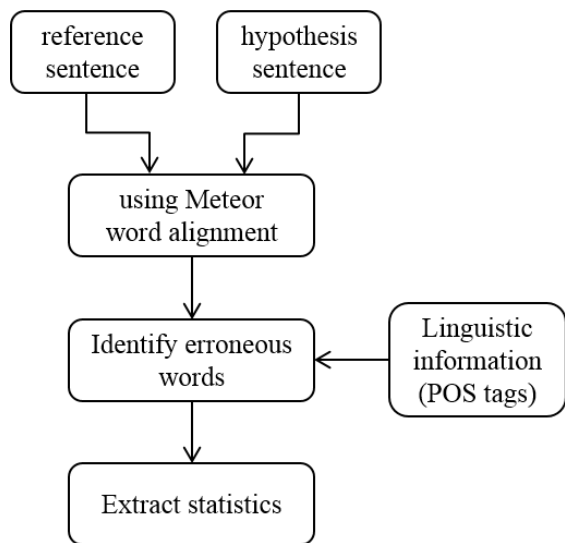 reference
sentence
hypothesis
sentence
using Meteor
word alignment
Identify erroneous
words
Linguistic
information
(POS tags)
Extract statistics